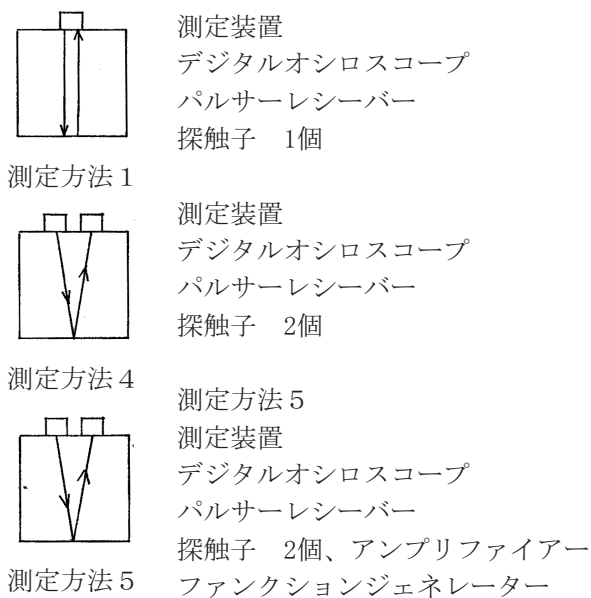 測定装置
デジタルオシロスコープ
パルサーレシーバー
探触子　1個
測定方法１
測定装置
デジタルオシロスコープ
パルサーレシーバー
探触子　2個
測定方法４
測定方法５
測定装置
デジタルオシロスコープ
パルサーレシーバー
探触子　2個、アンプリファイアー
ファンクションジェネレーター
測定方法５